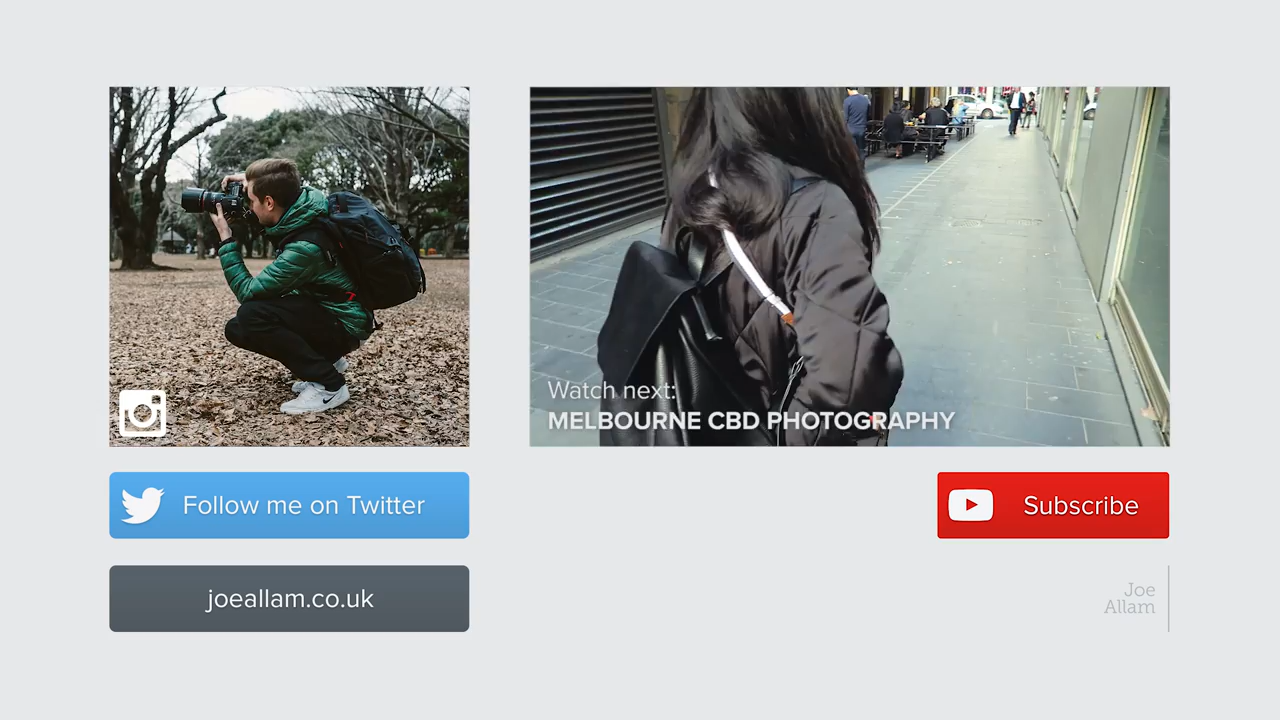 Watch next:
MELBOURNE CBD PHOTOGRAPHY
Follow me on Twitter
Subscribe
joeallam.co.uk
Joe
Allam